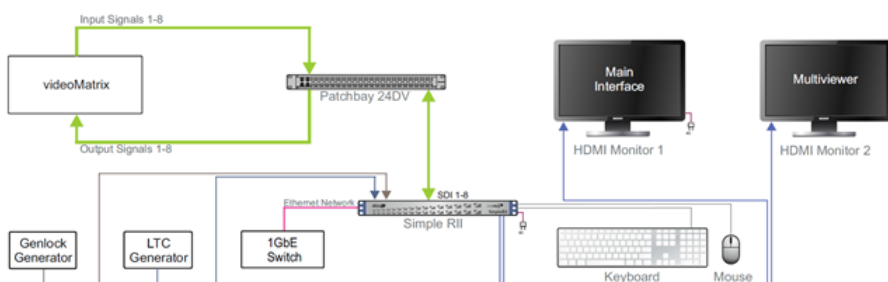 Input Signals 1-8
videoMatrix
Patchbay 24DV
Output Signals 1-8
Main
Interface
Multiviewer
HDMI Monitor 1
HDMI Monitor 2
SDI 1-8
Ethernet Network
Simple RII
Genlock
Generator
LTC
Generator
1GbE
Switch
Keyboard
Mouse